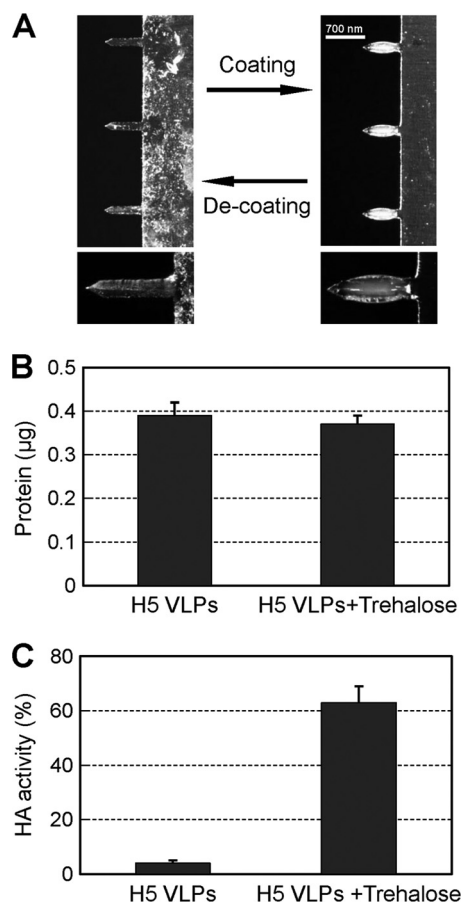 A
Coating
De-coating
700 nm
B
Protein (µg)
0.5
0.4
0.3
0.2
0.1
0
H5 VLPs
H5 VLPs+Trehalose
C
HA activity (%)
80
60
40
20
0
H5 VLPs
H5 VLPs +Trehalose